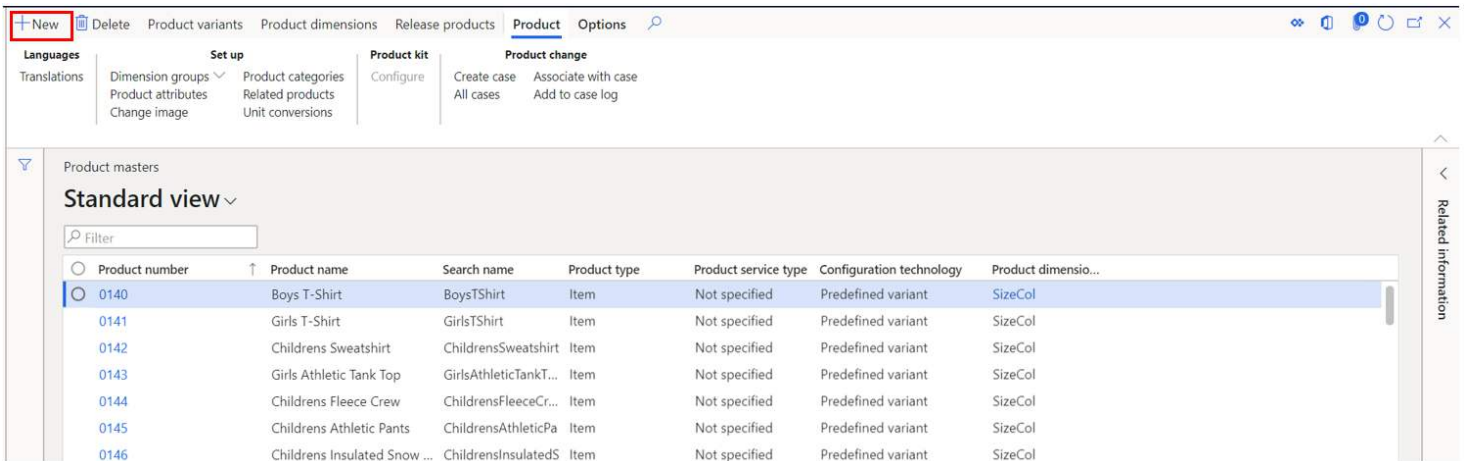 New Delete Product variants Product dimensions Release products Product Options 0
Languages Set up Product kit Product change
Translations Dimension groups Product categories Configure Create case Associate with case
Product attributes Related products All cases Add to case log
Change image Unit conversions
Product masters
Standard view
Filter
Related information
Product number Product name Search name Product type Product service type Configuration technology Product dimensio...
0140 Boys T-Shirt BoysTShirt Item Not specified Predefined variant SizeCol
0141 Girls T-Shirt GirlsTShirt Item Not specified Predefined variant SizeCol
0142 Childrens Sweatshirt ChildrensSweatshirt Item Not specified Predefined variant SizeCol
0143 Girls Athletic Tank Top GirlsAthleticTankT... Item Not specified Predefined variant SizeCol
0144 Childrens Fleece Crew ChildrensFleeceCr... Item Not specified Predefined variant SizeCol
0145 Childrens Athletic Pants ChildrensAthleticPa Item Not specified Predefined variant SizeCol
0146 Childrens Insulated Snow ... ChildrensInsulatedS Item Not specified Predefined variant SizeCol